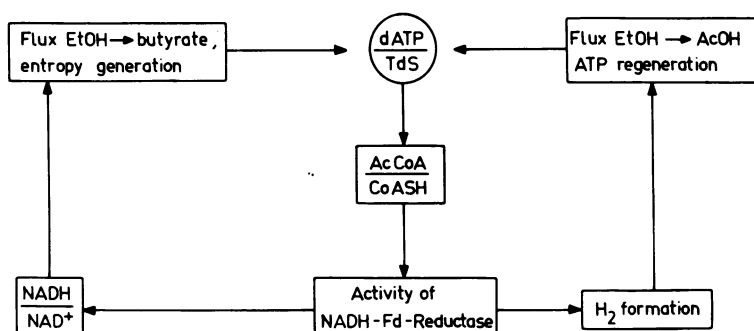 Flux EtOH → butyrate,
entropy generation
dATP
TdS
Flux EtOH → AcOH
ATP regeneration
AcCoA
CoASH
NADH
NAD+
Activity of
NADH-Fd-Reductase
H₂ formation